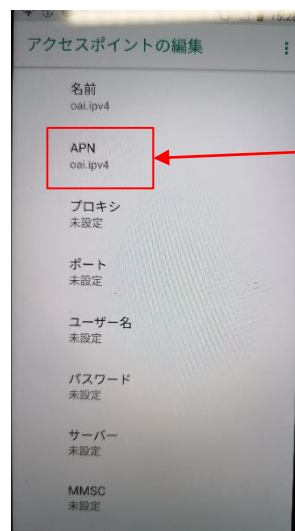 15:28
アクセスポイントの編集
名前
oai.ipv4
APN
oai.ipv4
プロキシ
未設定
ポート
未設定
ユーザー名
未設定
パスワード
未設定
サーバー
未設定
MMSC
未設定